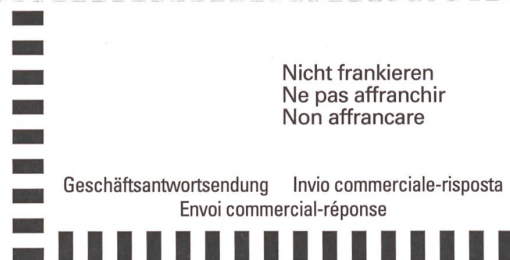 Nicht frankieren
Ne pas affranchir
Non affrancare
Geschäftsantwortsendung Invio commerciale-risposta
Envoi commercial-réponse